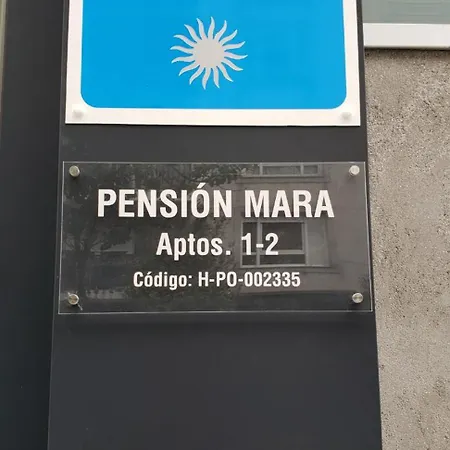 PENSIÓN MARA
Aptos. 1-2
Código: H-PO-002335